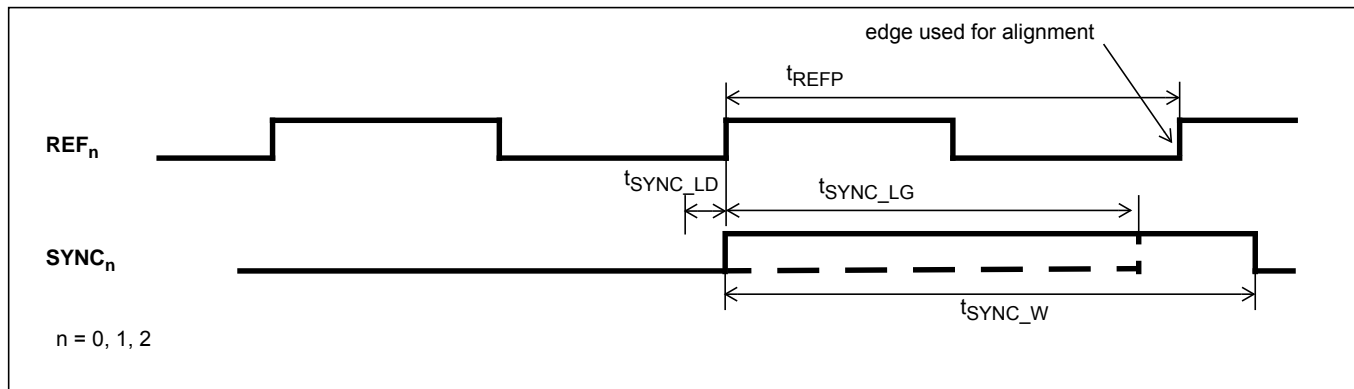 edge used for alignment
tREFP
REFn
tSYNC_LD
tSYNC_LG
SYNCn
tSYNC_W
n = 0, 1, 2